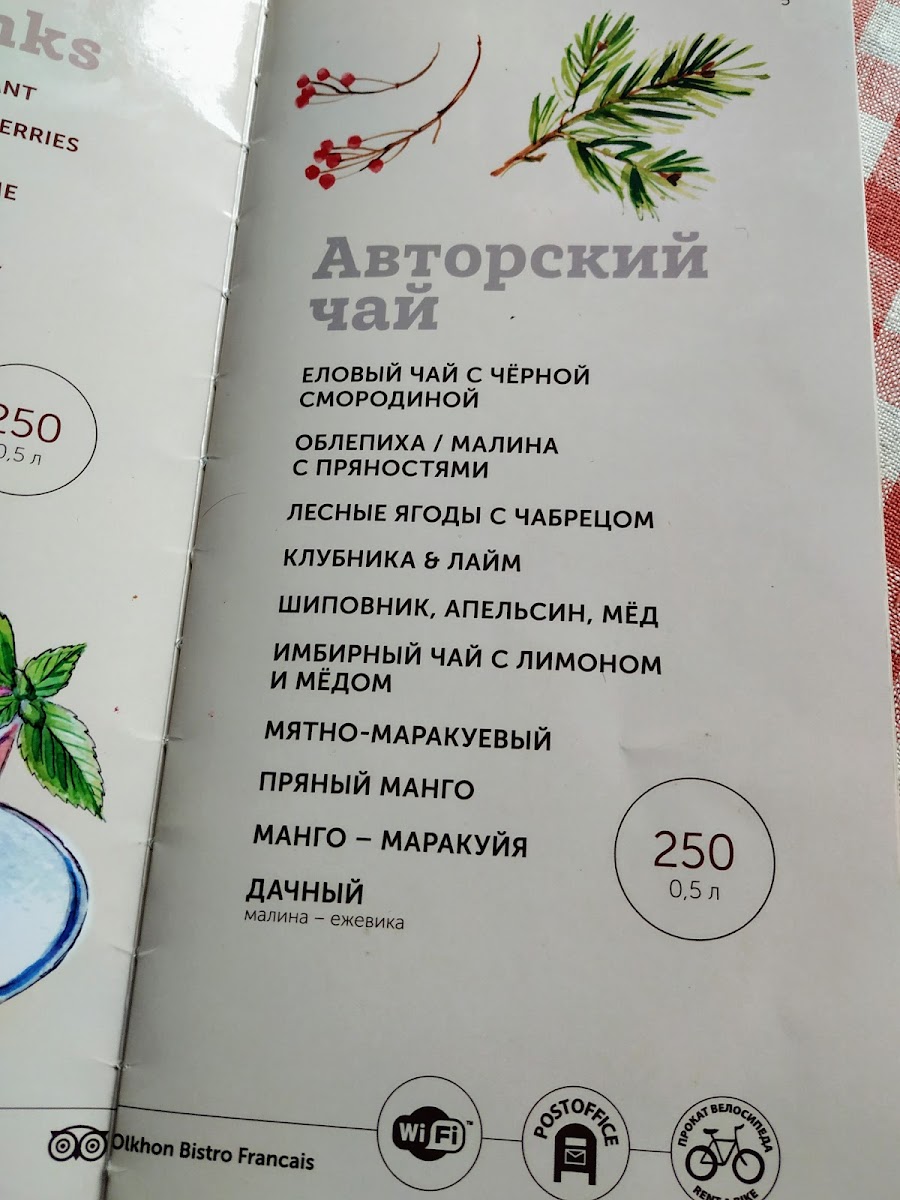 ANT
ERRIES
250
0,5 л
Авторский
чай
ЕЛОВЫЙ ЧАЙ С ЧЁРНОЙ
СМОРОДИНОЙ
ОБЛЕПИХА / МАЛИНА
С ПРЯНОСТЯМИ
ЛЕСНЫЕ ЯГОДЫ С ЧАБРЕЦОМ
КЛУБНИКА & ЛАЙМ
ШИПОВНИК, АПЕЛЬСИН, МЁД
ИМБИРНЫЙ ЧАЙ С ЛИМОНОМ
И МЁДОМ
МЯТНО-МАРАКУЕВЫЙ
ПРЯНЫЙ МАНГО
МАНГО – МАРАКУЙЯ
ДАЧНЫЙ
малина – ежевика
250
0,5 л
Olkhon Bistro Francais
Wi Fi™
POSTOFFICE
ПРОКАТ ВЕЛОСИПЕДА
RENT A BIKE